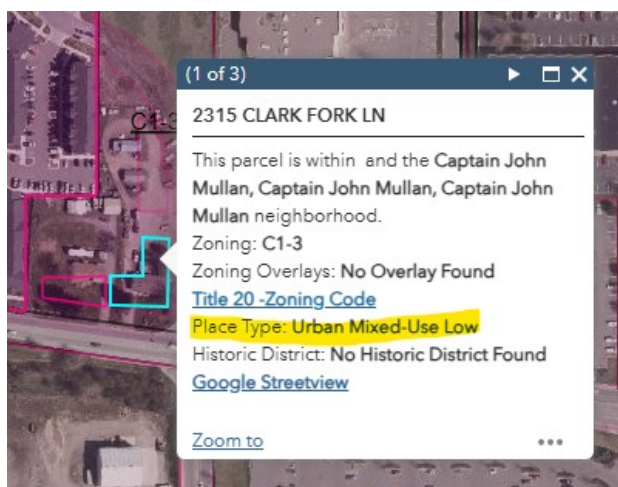 (1 of 3)
C1-3
2315 CLARK FORK LN
This parcel is within and the Captain John
Mullan, Captain John Mullan, Captain John
Mullan neighborhood.
Zoning: C1-3
Zoning Overlays: No Overlay Found
Title 20 -Zoning Code
Place Type: Urban Mixed-Use Low
Historic District: No Historic District Found
Google Streetview
Zoom to